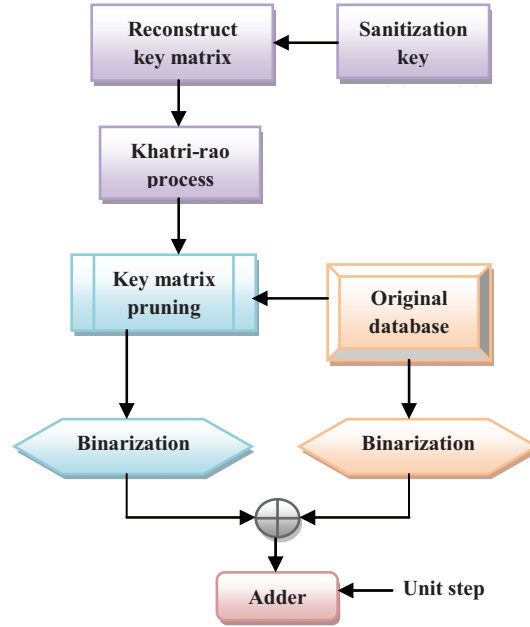 Reconstruct
key matrix
Sanitization
key
Khatri-rao
process
Key matrix
pruning
Original
database
Binarization
Binarization
Adder
Unit step